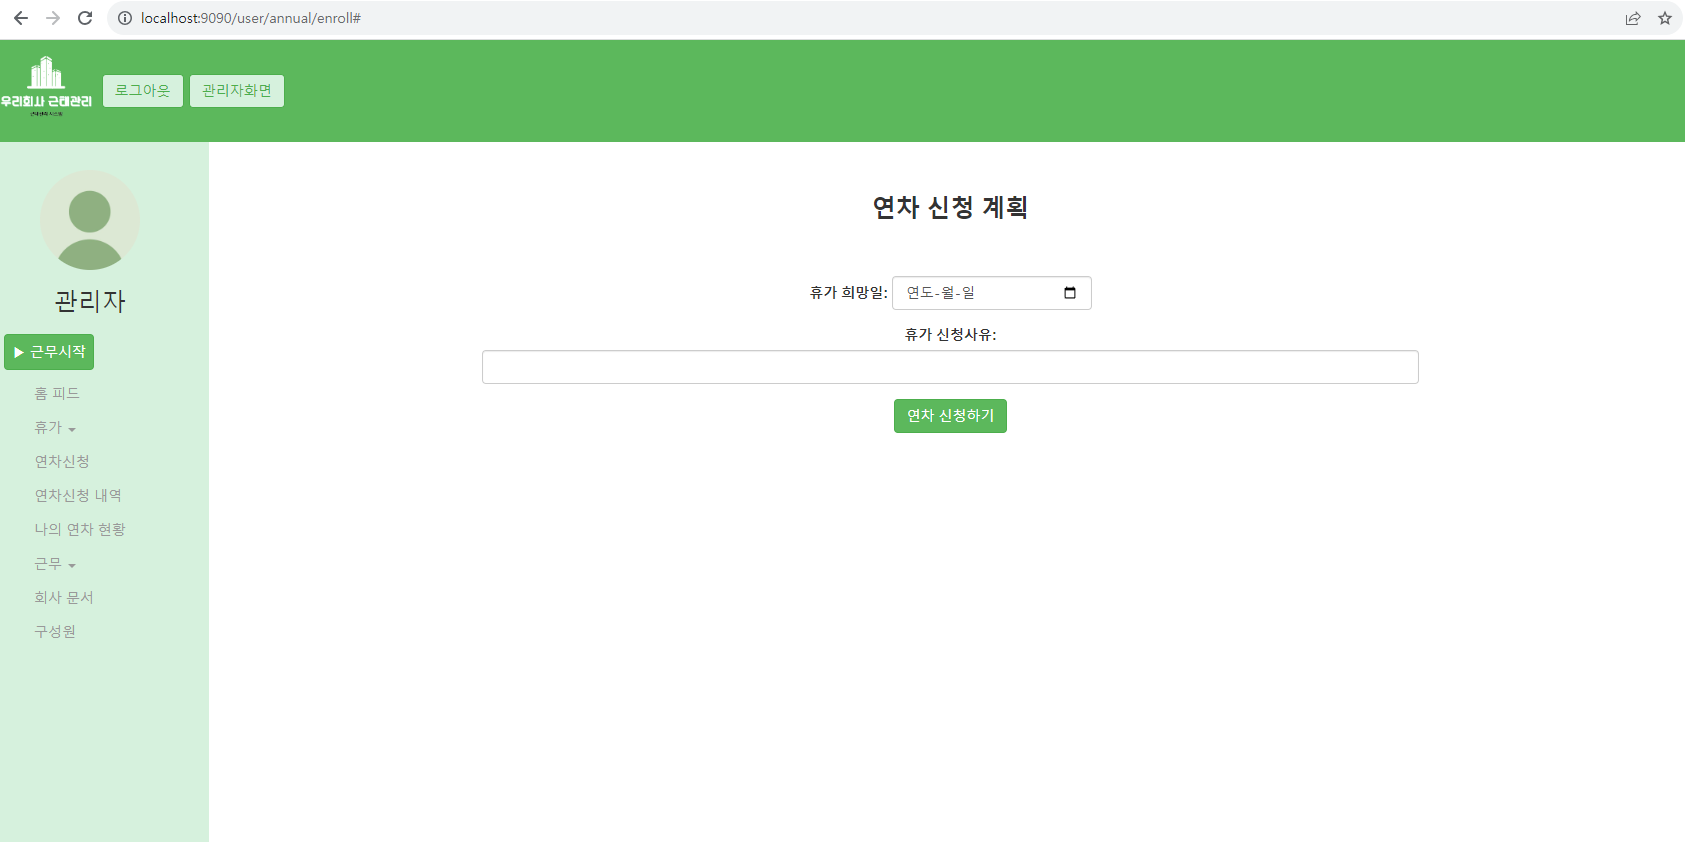 localhost:9090/user/annual/enroll#
우리회사 근태관리
로그아웃
관리자화면
관리자
▶ 근무시작
홈 피드
휴가
연차신청
연차신청 내역
나의 연차 현황
근무
회사 문서
구성원
연차 신청 계획
휴가 희망일: 연도-월-일
휴가 신청사유:
연차 신청하기